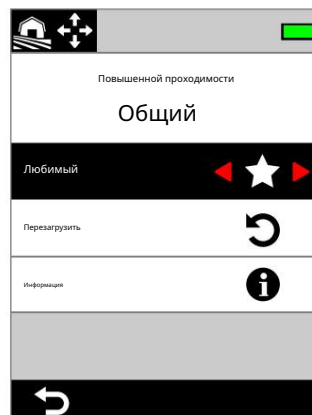 Повышенной проходимости
Общий
Любимый
Перезагрузить
Информация